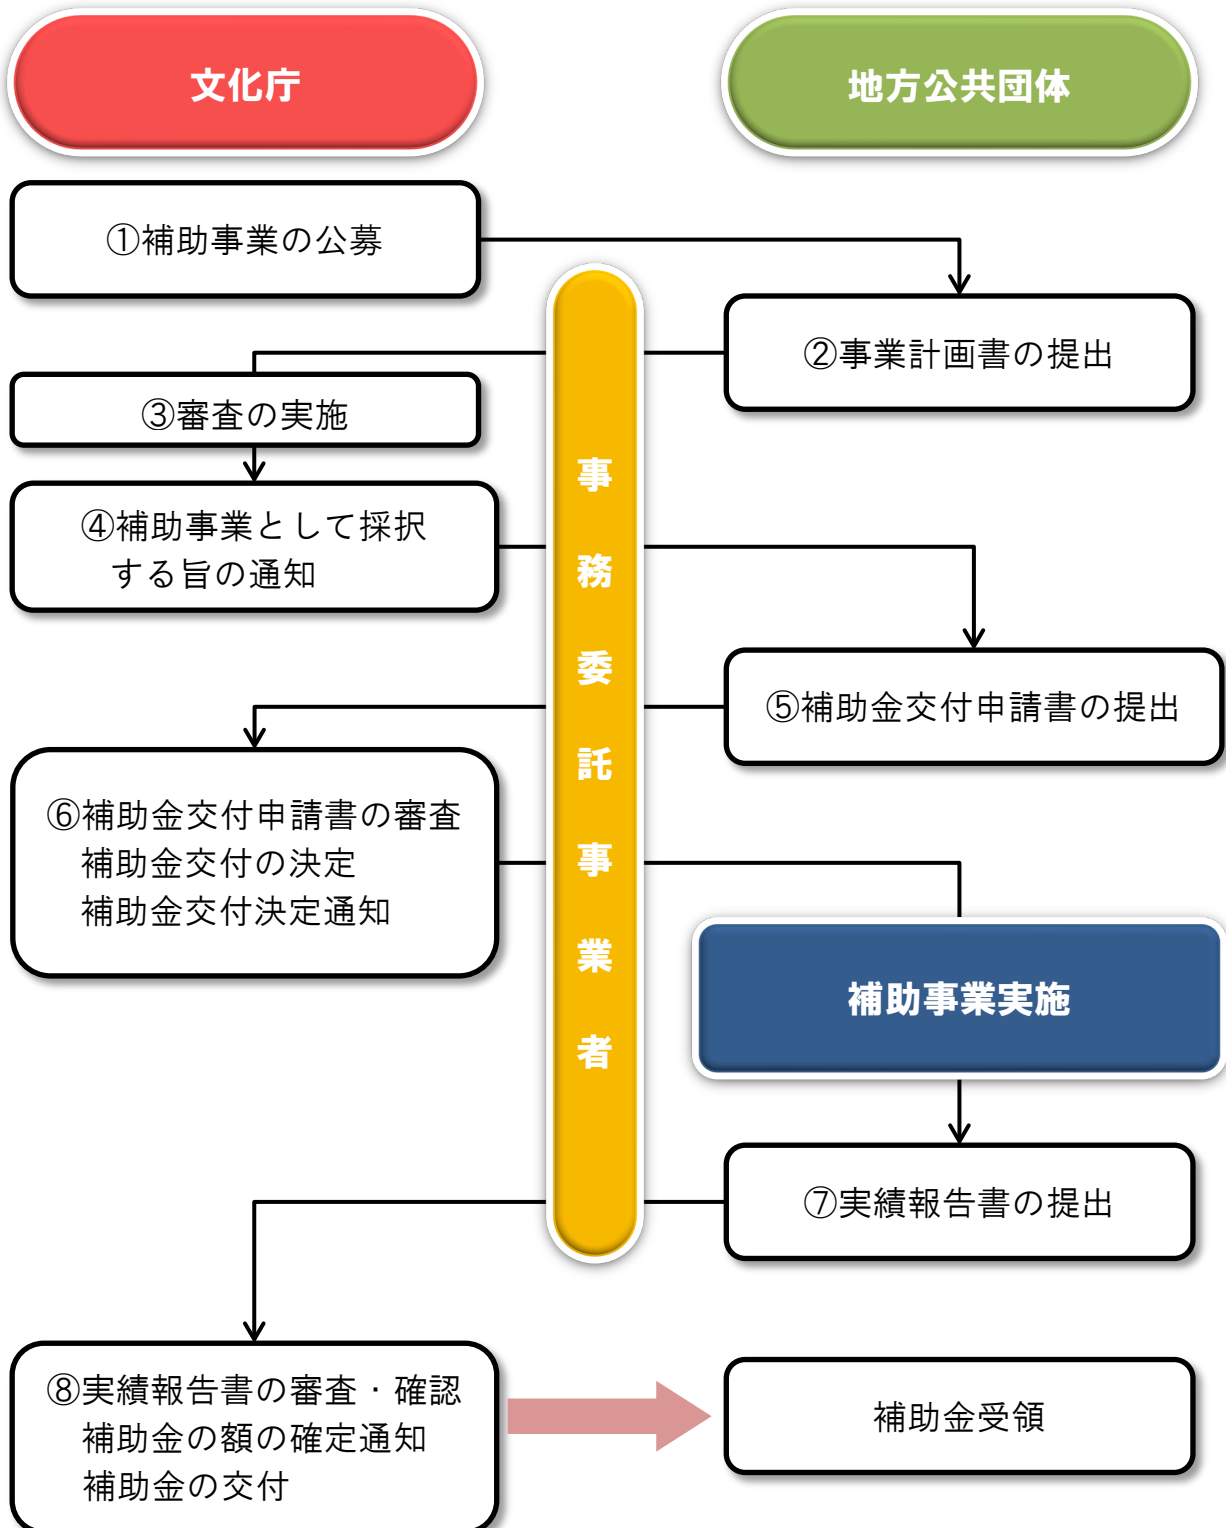 文化庁
地方公共団体
①補助事業の公募
②事業計画書の提出
③審査の実施
④補助事業として採択
する旨の通知
⑤補助金交付申請書の提出
⑥補助金交付申請書の審査
補助金交付の決定
補助金交付決定通知
事務委託事業者
補助事業実施
⑦実績報告書の提出
⑧実績報告書の審査・確認
補助金の額の確定通知
補助金の交付
補助金受領